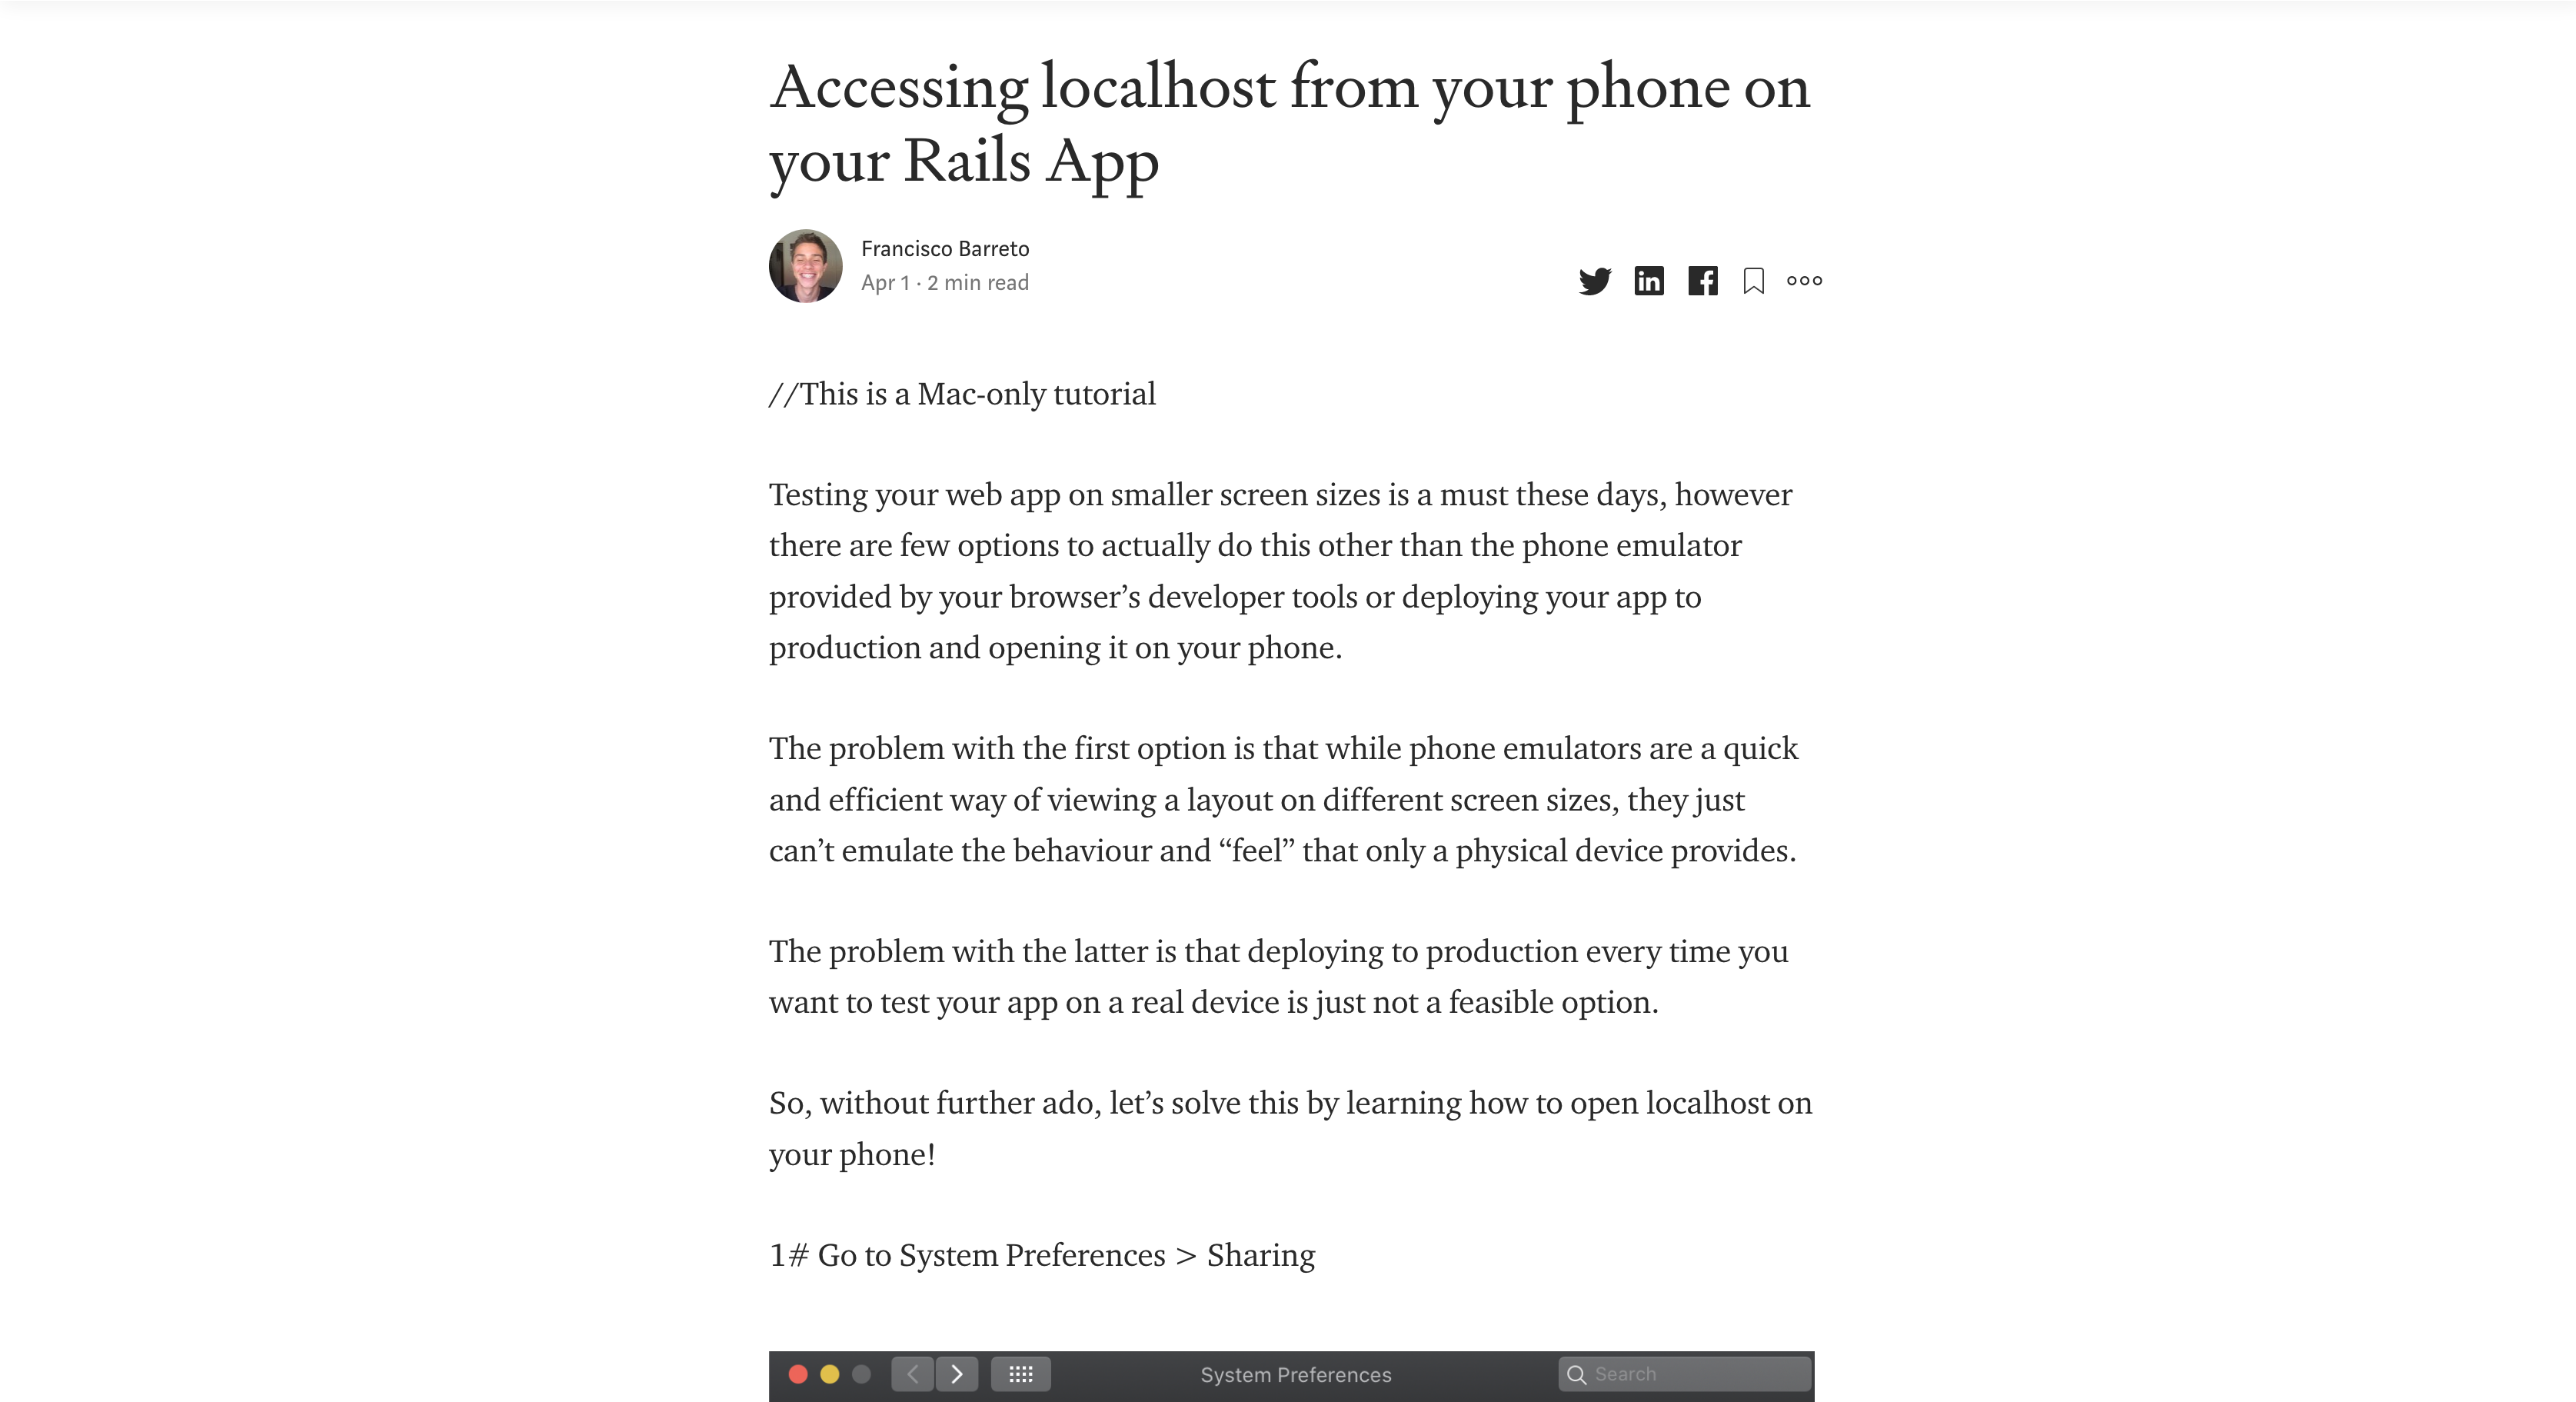 Accessing localhost from your phone on
your Rails App
Francisco Barreto
Apr 1 · 2 min read
//This is a Mac-only tutorial
Testing your web app on smaller screen sizes is a must these days, however
there are few options to actually do this other than the phone emulator
provided by your browser’s developer tools or deploying your app to
production and opening it on your phone.
The problem with the first option is that while phone emulators are a quick
and efficient way of viewing a layout on different screen sizes, they just
can’t emulate the behaviour and “feel” that only a physical device provides.
The problem with the latter is that deploying to production every time you
want to test your app on a real device is just not a feasible option.
So, without further ado, let’s solve this by learning how to open localhost on
your phone!
1# Go to System Preferences > Sharing
System Preferences
Search